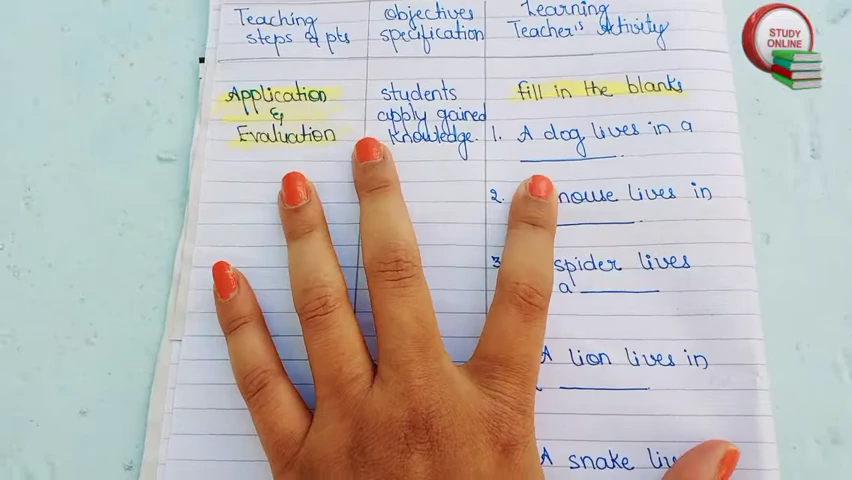 Teaching steps & pts
objectives specification
Learning Teacher's Activity
Application
&
Evaluation
students
apply gained
knowledge.
fill in the blanks
1. A dog lives in a
2. mouse lives in
3 spider lives
a
A lion lives in
A snake
STUDY
ONLINE